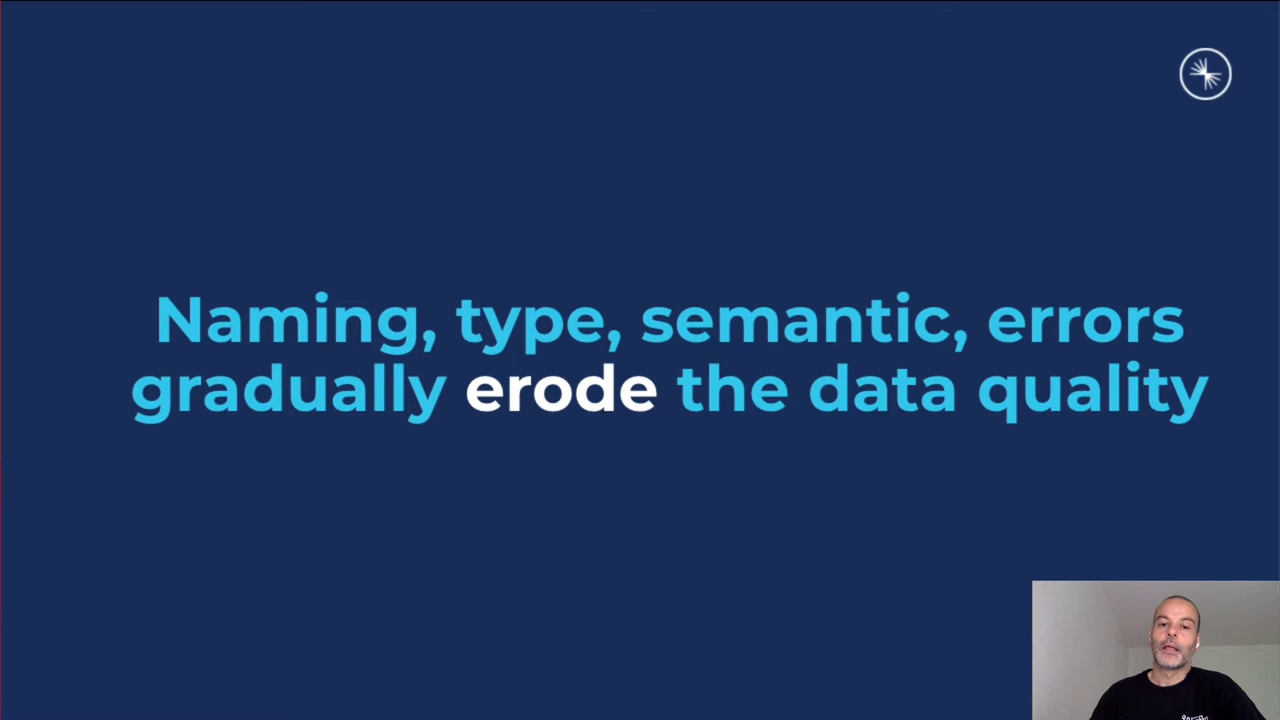 Naming, type, semantic, errors
gradually erode the data quality